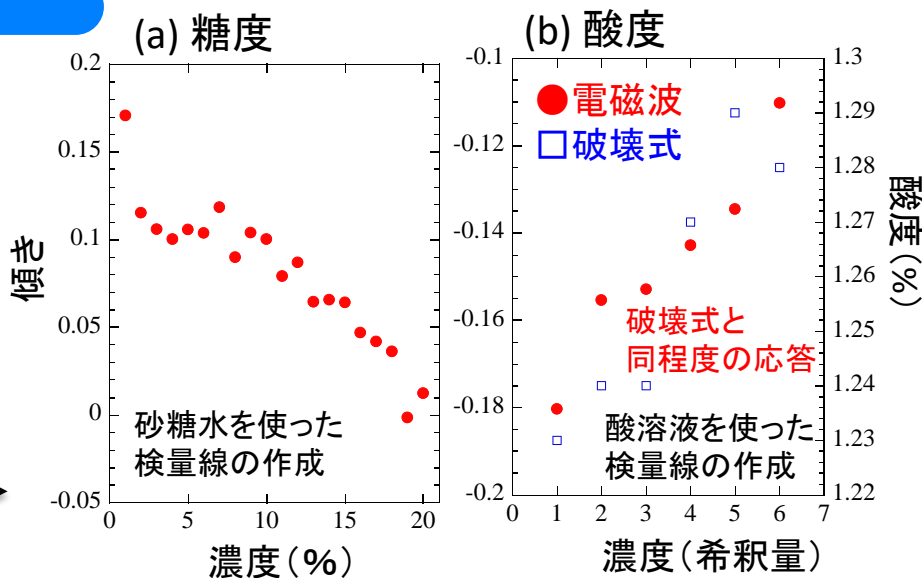 (a) 糖度
(b) 酸度
0.2
0.15
0.1
0.05
0
-0.05
傾き
0
5
10
15
20
濃度(%)
砂糖水を使った
検量線の作成
-0.1
-0.12
-0.14
-0.16
-0.18
-0.2
●電磁波
□破壊式
破壊式と
同程度の応答
酸溶液を使った
検量線の作成
1.3
1.29
1.28
1.27
1.26
1.25
1.24
1.23
1.22
酸度(%)
0
1
2
3
4
5
6
7
濃度(希釈量)